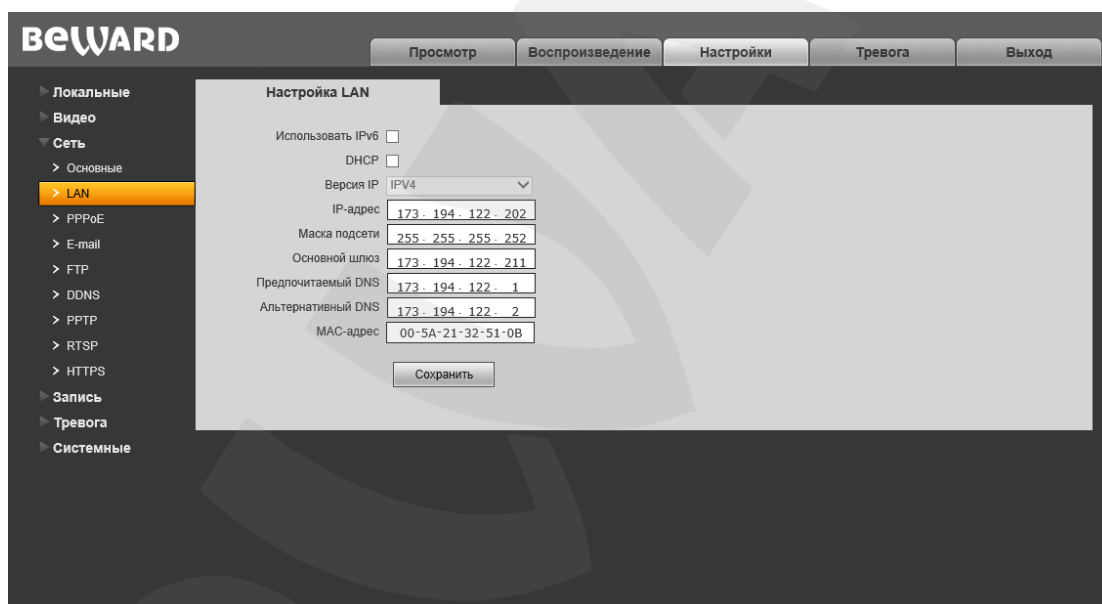 BEWARD
Просмотр Воспроизведение Настройки Тревога Выход
Локальные
Видео
Сеть
> Основные
> LAN
> PPPoE
> E-mail
> FTP
> DDNS
> PPTP
> RTSP
> HTTPS
Запись
Тревога
Системные
Настройка LAN
Использовать IPv6
DHCP
Версия IP IPV4
IP-адрес 173 . 194 . 122 . 202
Маска подсети 255 . 255 . 255 . 252
Основной шлюз 173 . 194 . 122 . 211
Предпочитаемый DNS 173 . 194 . 122 . 1
Альтернативный DNS 173 . 194 . 122 . 2
MAC-адрес 00-5A-21-32-51-0B
Сохранить